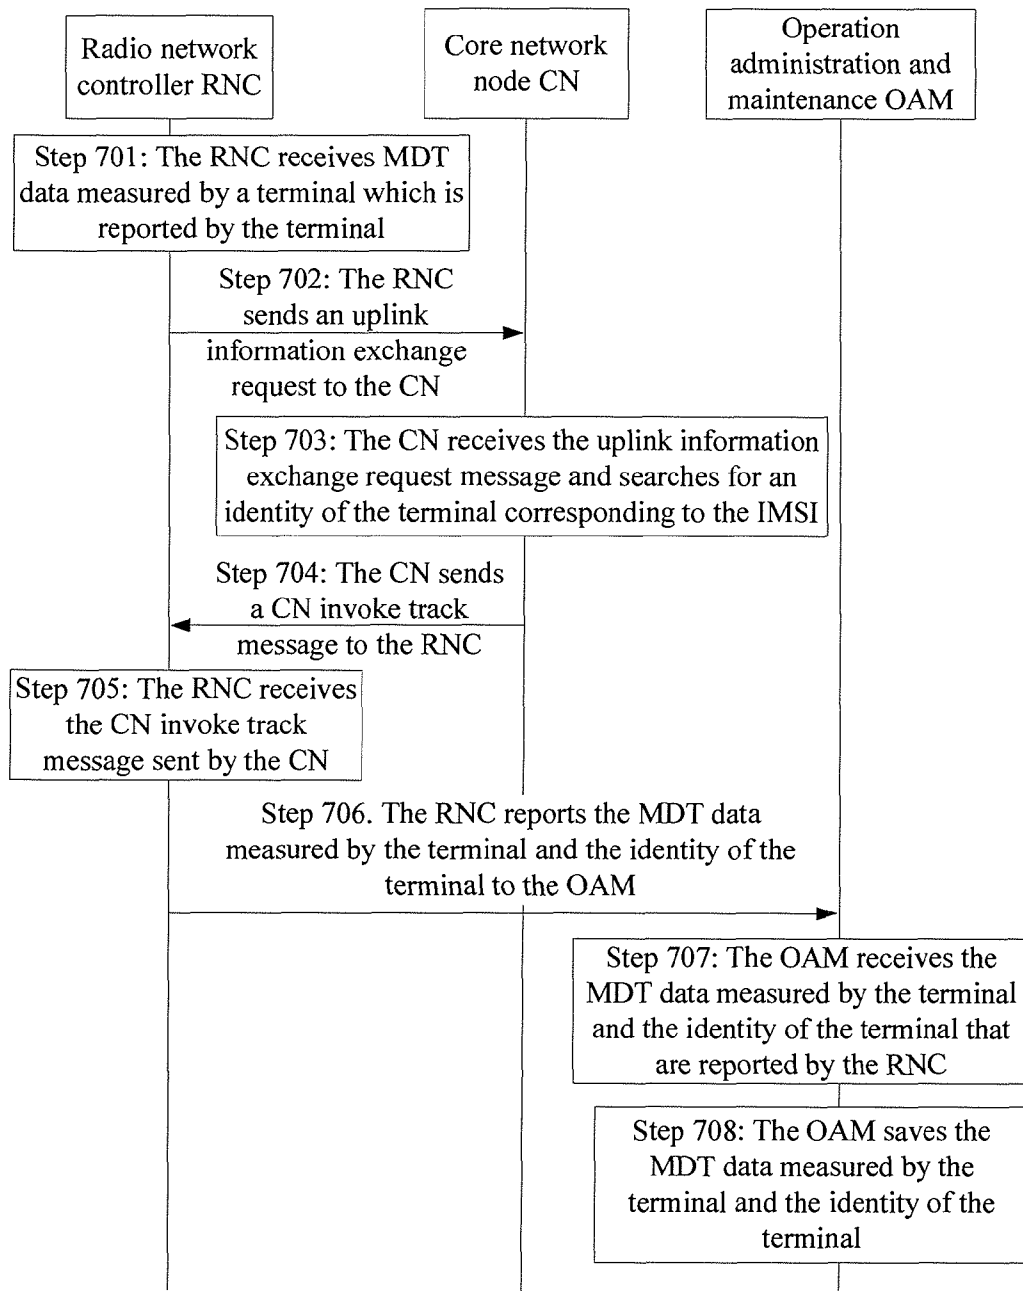 Radio network
controller RNC
Core network
node CN
Operation
administration and
maintenance OAM
Step 701: The RNC receives MDT
data measured by a terminal which is
reported by the terminal
Step 702: The RNC
sends an uplink
information exchange
request to the CN
Step 703: The CN receives the uplink information
exchange request message and searches for an
identity of the terminal corresponding to the IMSI
Step 704: The CN sends
a CN invoke track
message to the RNC
Step 705: The RNC receives
the CN invoke track
message sent by the CN
Step 706. The RNC reports the MDT data
measured by the terminal and the identity of the
terminal to the OAM
Step 707: The OAM receives the
MDT data measured by the terminal
and the identity of the terminal that
are reported by the RNC
Step 708: The OAM saves the
MDT data measured by the
terminal and the identity of the
terminal